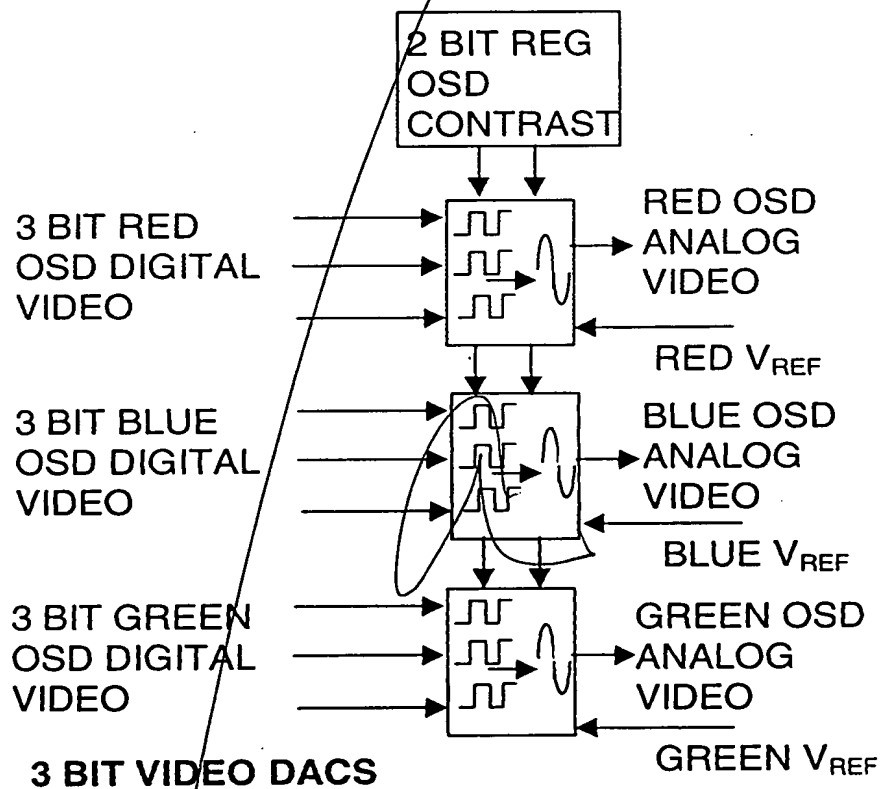 2 BIT REG
OSD
CONTRAST
3 BIT RED
OSD DIGITAL
VIDEO
RED OSD
ANALOG
VIDEO
RED VREF
3 BIT BLUE
OSD DIGITAL
VIDEO
BLUE OSD
ANALOG
VIDEO
BLUE VREF
3 BIT GREEN
OSD DIGITAL
VIDEO
GREEN OSD
ANALOG
VIDEO
GREEN VREF
3 BIT VIDEO DACS